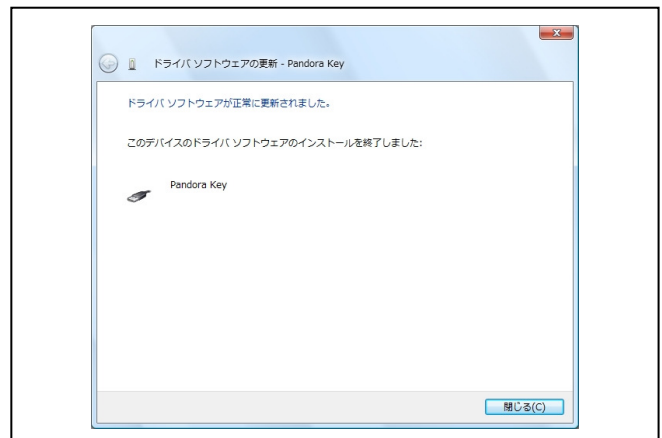 ドライバ ソフトウェアの更新 - Pandora Key
ドライバ ソフトウェアが正常に更新されました。
このデバイスのドライバ ソフトウェアのインストールを終了しました:
Pandora Key
閉じる(C)